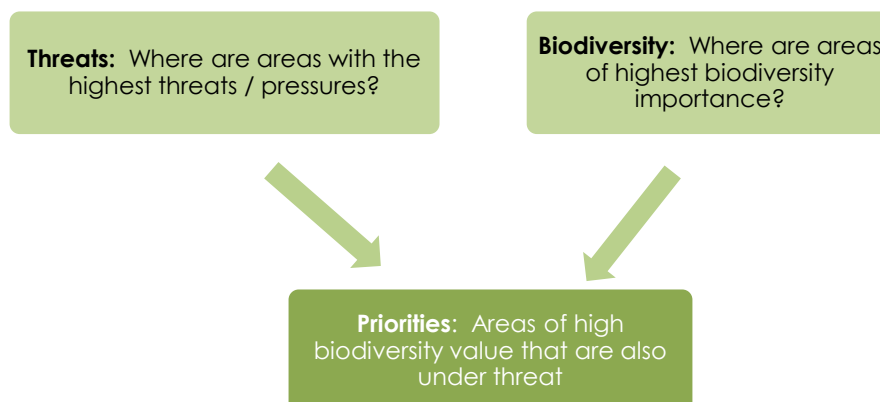 Threats: Where are areas with the
highest threats / pressures?
Biodiversity: Where are areas
of highest biodiversity
importance?
Priorities: Areas of high
biodiversity value that are also
under threat